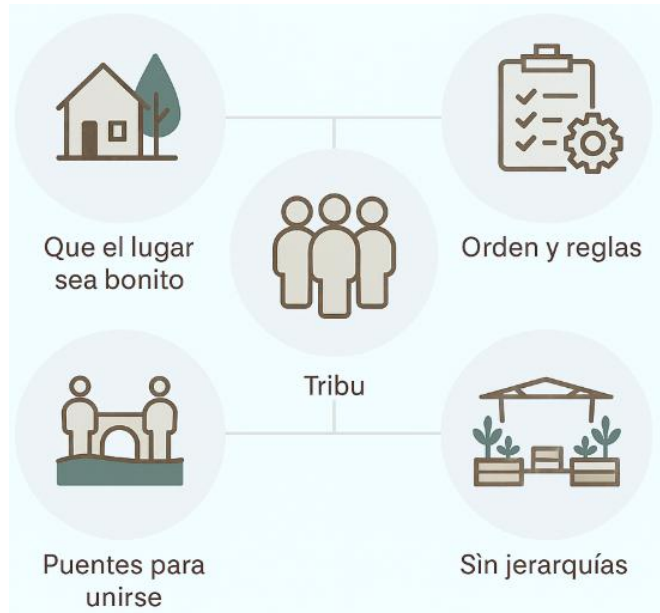 Que el lugar
sea bonito
Orden y reglas
Tribu
Puentes para
unirse
Sìn jerarquías